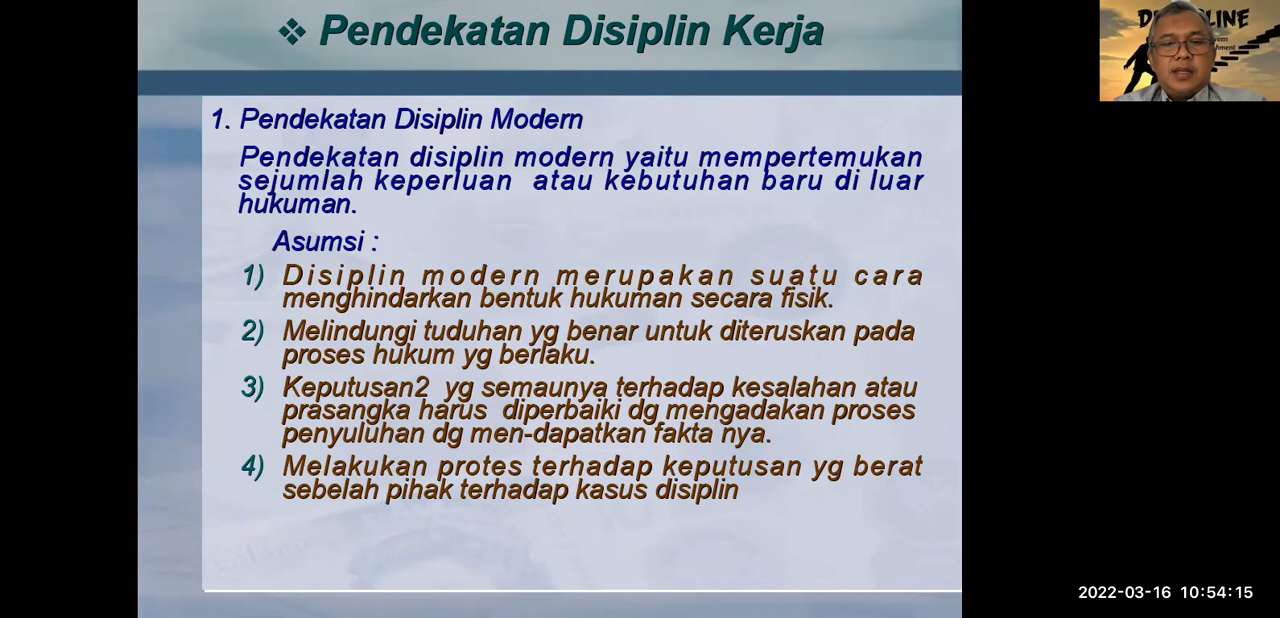 ❖ Pendekatan Disiplin Kerja
1. Pendekatan Disiplin Modern
Pendekatan disiplin modern yaitu mempertemukan
sejumlah keperluan atau kebutuhan baru di luar
hukuman.
Asumsi :
1) Disiplin modern merupakan suatu cara
menghindarkan bentuk hukuman secara fisik.
2) Melindungi tuduhan yg benar untuk diteruskan pada
proses hukum yg berlaku.
3) Keputusan2 yg semaunya terhadap kesalahan atau
prasangka harus diperbaiki dg mengadakan proses
penyuluhan dg men-dapatkan fakta nya.
4) Melakukan protes terhadap keputusan yg berat
sebelah pihak terhadap kasus disiplin
2022-03-16 10:54:15